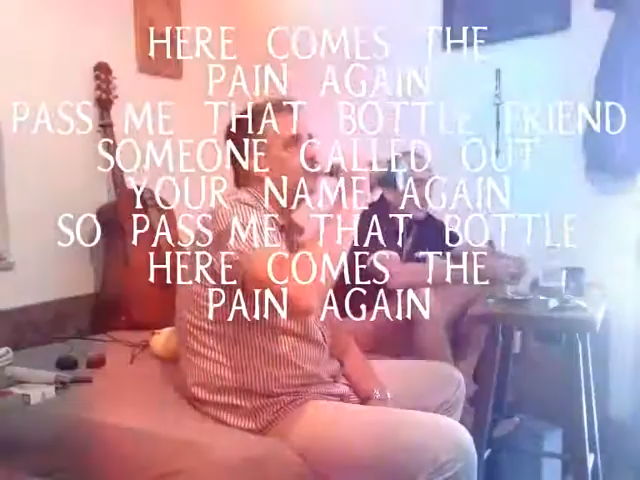 HERE COMES THE
PAIN AGAIN
PASS ME THAT BOTTLE FRIEND
SOMEONE CALLED OUT
YOUR NAME AGAIN
SO PASS ME THAT BOTTLE
HERE COMES THE
PAIN AGAIN